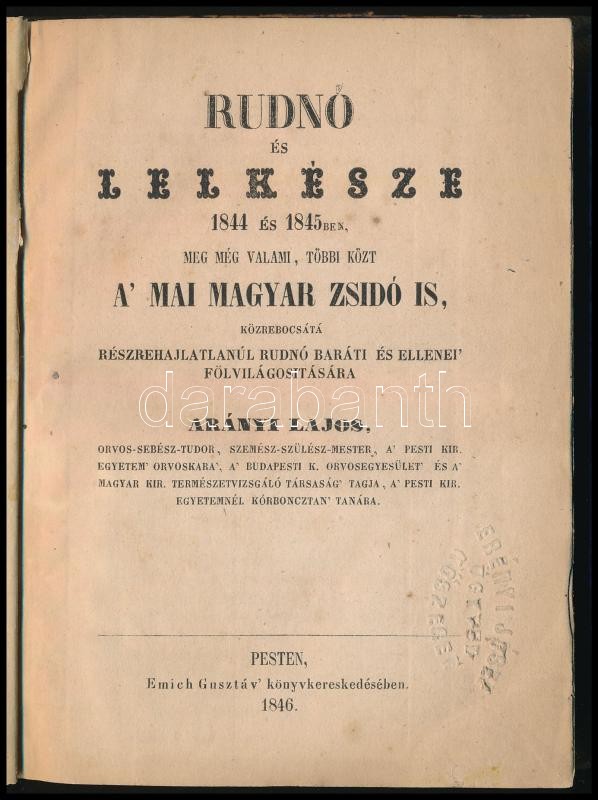 RUDNÓ
ÉS
LELKÉSZE
1844 ÉS 1845BEN,
MEG MÉG VALAMI, TÖBBI KÖZT
A' MAI MAGYAR ZSIDÓ IS,
KÖZREBOCSÁTÁ
RÉSZREHAJLATLANÚL RUDNÓ BARÁTI ÉS ELLENEI'
FÖLVILÁGOSITÁSÁRA
darabanth
ARÁNYI LAJOS,
ORVOS-SEBÉSZ-TUDOR, SZEMÉSZ-SZÜLÉSZ-MESTER, A' PESTI KIR.
EGYETEM' ORVOSKARA', A' BUDAPESTI K. ORVOSEGYESÜLET' ÉS A'
MAGYAR KIR. TERMÉSZETVIZSGÁLÓ TÁRSASÁG' TAGJA, A' PESTI KIR.
EGYETEMNÉL KÓRBONCZTAN' TANÁRA.
PESTEN,
Emich Gusztáv' könyvkereskedésében.
1846.